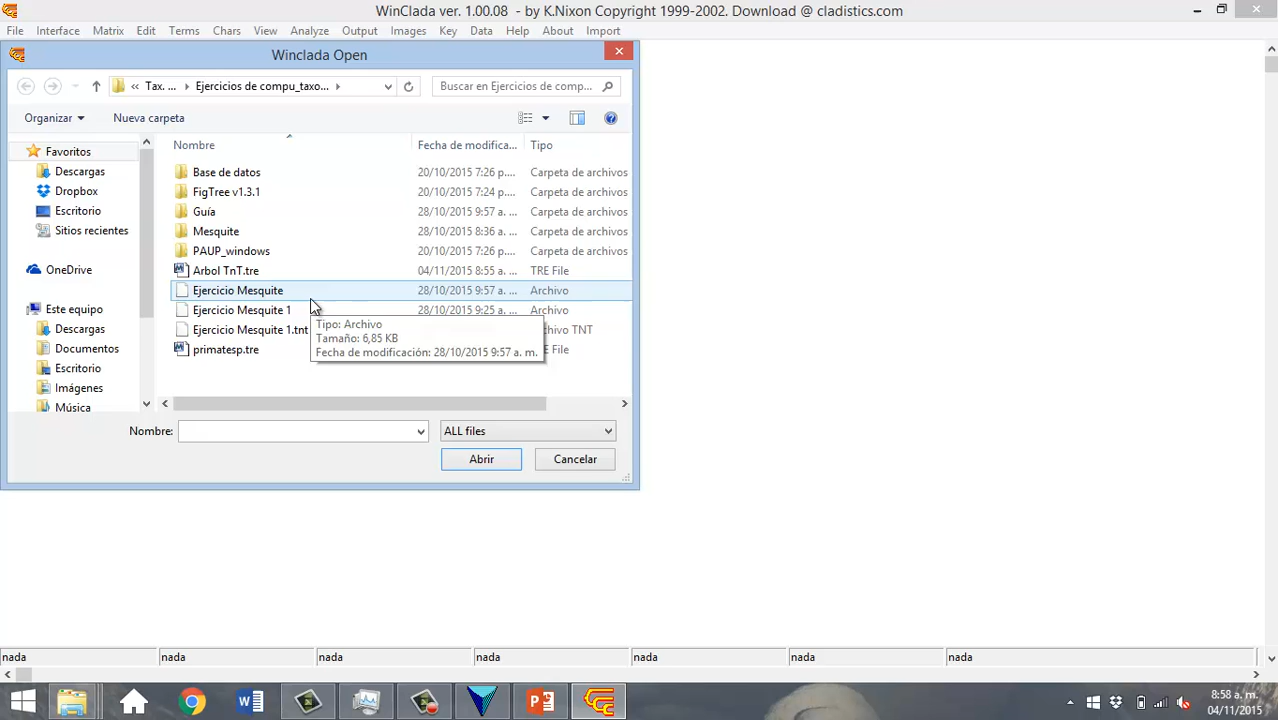 WinClada ver. 1.00.08 - by K.Nixon Copyright 1999-2002. Download @ cladistics.com
File Interface Matrix Edit Terms Chars View Analyze Output Images Key Data Help About Import
Winclada Open
« Tax. ... Ejercicios de compu_taxo... Buscar en Ejercicios de comp...
Organizar Nueva carpeta
Favoritos
Descargas
Dropbox
Escritorio
Sitios recientes
OneDrive
Este equipo
Descargas
Documentos
Escritorio
Imágenes
Música
Nombre Fecha de modifica... Tipo
Base de datos 20/10/2015 7:26 p.... Carpeta de archivos
FigTree v1.3.1 20/10/2015 7:24 p.... Carpeta de archivos
Guía 28/10/2015 9:57 a. ... Carpeta de archivos
Mesquite 28/10/2015 8:36 a. ... Carpeta de archivos
PAUP_windows 20/10/2015 7:26 p.... Carpeta de archivos
Arbol TnT.tre 04/11/2015 8:55 a. ... TRE File
Ejercicio Mesquite 28/10/2015 9:57 a. ... Archivo
Ejercicio Mesquite 1 28/10/2015 9:25 a. ... Archivo
Ejercicio Mesquite 1.tnt TNT
primatesp.tre File
Tipo: Archivo
Tamaño: 6,85 KB
Fecha de modificación: 28/10/2015 9:57 a. m.
Nombre: ALL files
Abrir Cancelar
nada nada nada nada nada nada nada
8:58 a. m.
04/11/2015